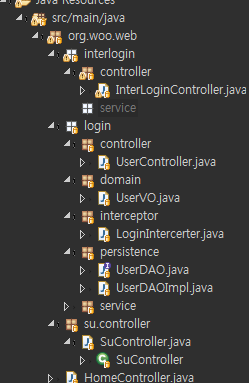 Java Resources
src/main/java
org.woo.web
interlogin
controller
InterLoginController.java
service
login
controller
UserController.java
domain
UserVO.java
interceptor
LoginIntercerter.java
persistence
UserDAO.java
UserDAOImpl.java
service
su.controller
SuController.java
SuController
HomeController.java